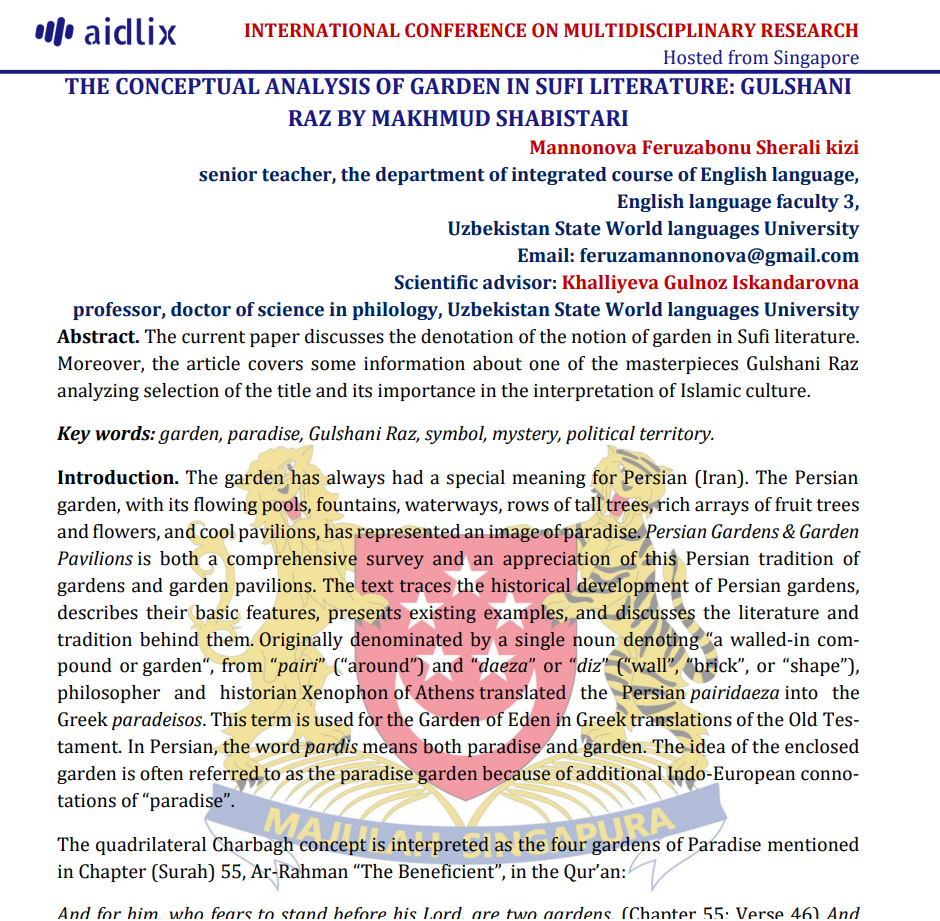 aidlix
INTERNATIONAL CONFERENCE ON MULTIDISCIPLINARY RESEARCH
Hosted from Singapore
THE CONCEPTUAL ANALYSIS OF GARDEN IN SUFI LITERATURE: GULSHANI
RAZ BY MAKHMUD SHABISTARI
Mannonova Feruzabonu Sherali kizi
senior teacher, the department of integrated course of English language,
English language faculty 3,
Uzbekistan State World languages University
Email: feruzamannonova@gmail.com
Scientific advisor: Khalliyeva Gulnoz Iskandarovna
professor, doctor of science in philology, Uzbekistan State World languages University
Abstract. The current paper discusses the denotation of the notion of garden in Sufi literature.
Moreover, the article covers some information about one of the masterpieces Gulshani Raz
analyzing selection of the title and its importance in the interpretation of Islamic culture.
Key words: garden, paradise, Gulshani Raz, symbol, mystery, political territory.
Introduction. The garden has always had a special meaning for Persian (Iran). The Persian
garden, with its flowing pools, fountains, waterways, rows of tall trees, rich arrays of fruit trees
and flowers, and cool pavilions, has represented an image of paradise. Persian Gardens & Garden
Pavilions is both a comprehensive survey and an appreciation of this Persian tradition of
gardens and garden pavilions. The text traces the historical development of Persian gardens,
describes their basic features, presents existing examples, and discusses the literature and
tradition behind them. Originally denominated by a single noun denoting “a walled-in com-
pound or garden“, from “pairi” (“around”) and “daeza” or “diz” (“wall”, “brick”, or “shape”),
philosopher and historian Xenophon of Athens translated the Persian pairidaeza into the
Greek paradeisos. This term is used for the Garden of Eden in Greek translations of the Old Tes-
tament. In Persian, the word pardis means both paradise and garden. The idea of the enclosed
garden is often referred to as the paradise garden because of additional Indo-European conno-
tations of “paradise”.
MAJULAH SINGAPURA
The quadrilateral Charbagh concept is interpreted as the four gardens of Paradise mentioned
in Chapter (Surah) 55, Ar-Rahman “The Beneficient”, in the Qur’an:
And for him, who fears to stand before his Lord, are two gardens. (Chapter 55: Verse 46) And